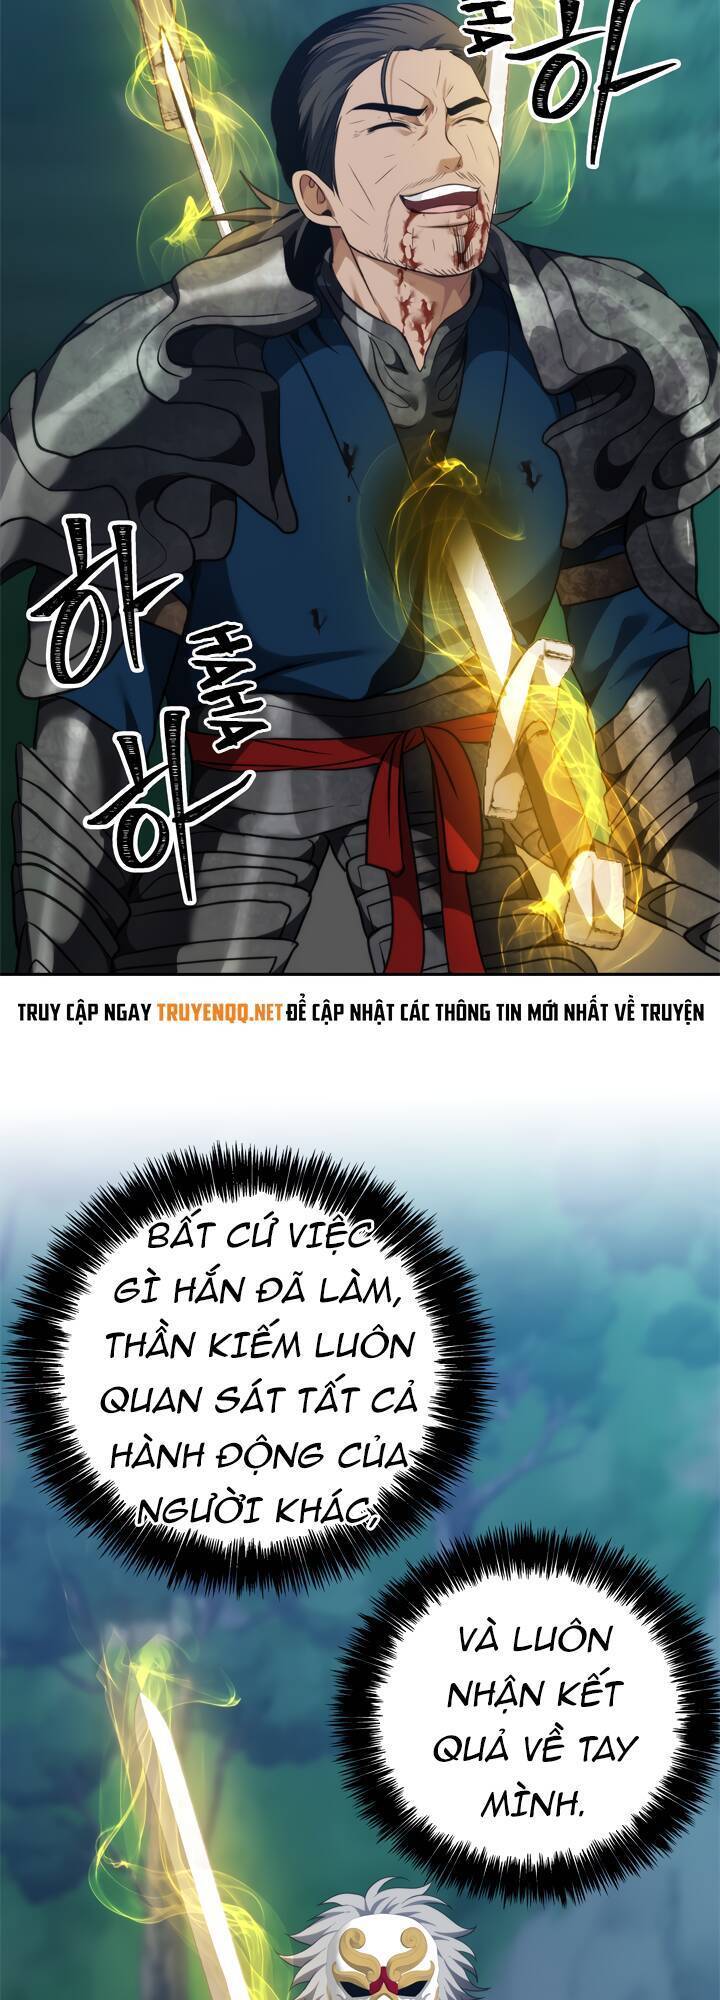 HA
하
하
HAHA
하
TRUY CẬP NGAY TRUYENQQ.NET ĐỂ CẬP NHẬT CÁC THÔNG TIN MỚI NHẤT VỀ TRUYỆN
BẤT CỨ VIỆC
GÌ HẮN ĐÃ LÀM,
THẦN KIẾM LUÔN
QUAN SÁT TẤT CẢ
HÀNH ĐỘNG CỦA
NGƯỜI KHÁC,
VÀ LUÔN
NHẬN KẾT
QUẢ VỀ TAY
MÌNH.